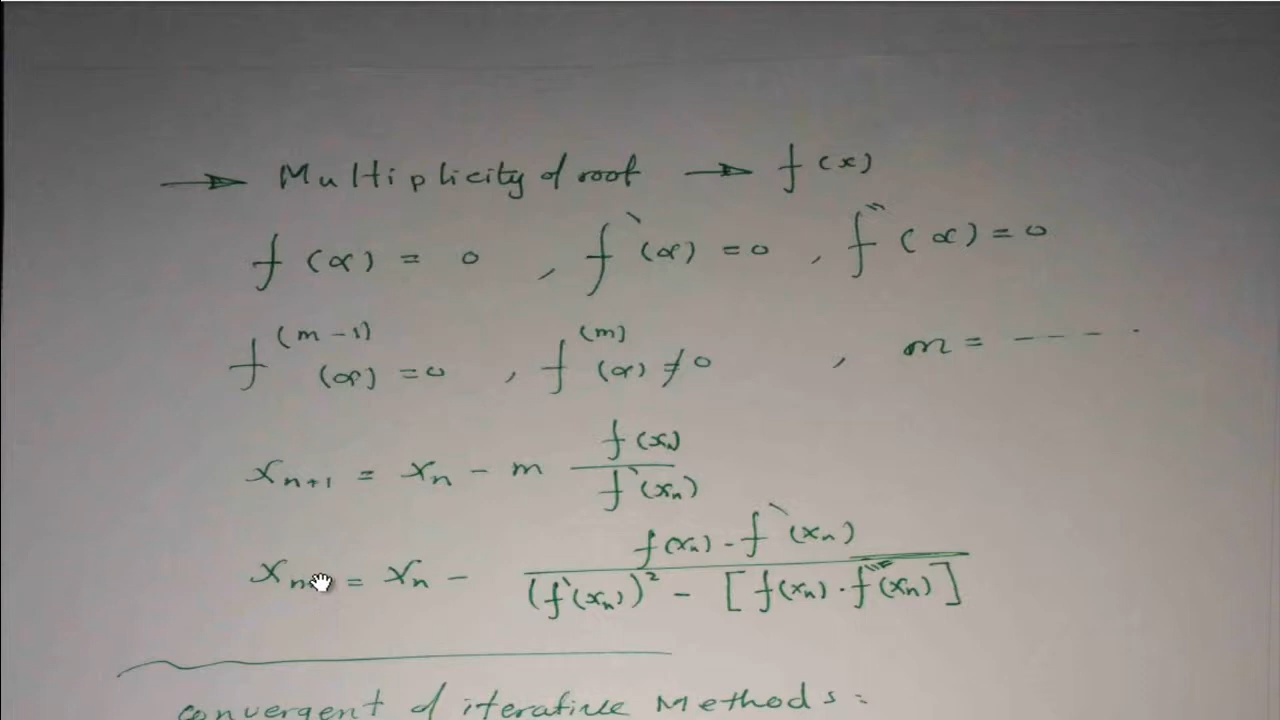 → Multiplicity of root → f(x)
f(α) = 0 , f`(α) = 0 , f``(α) = 0
f^(m-1)(α) = 0 , f^(m)(α) ≠ 0 , m = - - - -
x_{n+1} = x_n - m f(x_n) / f`(x_n)
x_n = x_n - f(x_n) - f`(x_n) / (f`(x_n))² - [f(x_n) · f``(x_n)]
convergent of iterative Methods :